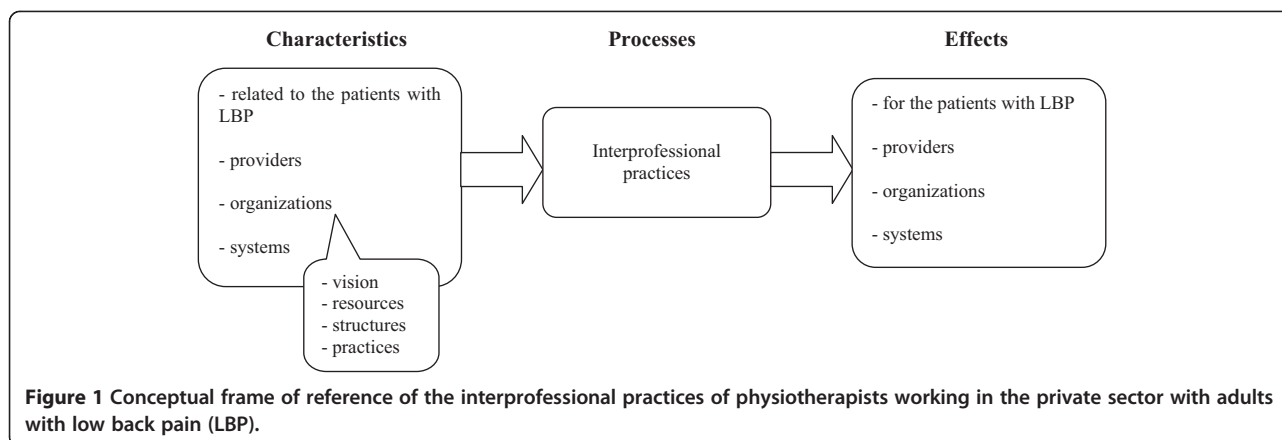 Characteristics
Processes
Effects
- related to the patients with
LBP
- providers
- organizations
- systems
- vision
- resources
- structures
- practices
Interprofessional
practices
- for the patients with LBP
- providers
- organizations
- systems
Figure 1 Conceptual frame of reference of the interprofessional practices of physiotherapists working in the private sector with adults
with low back pain (LBP).